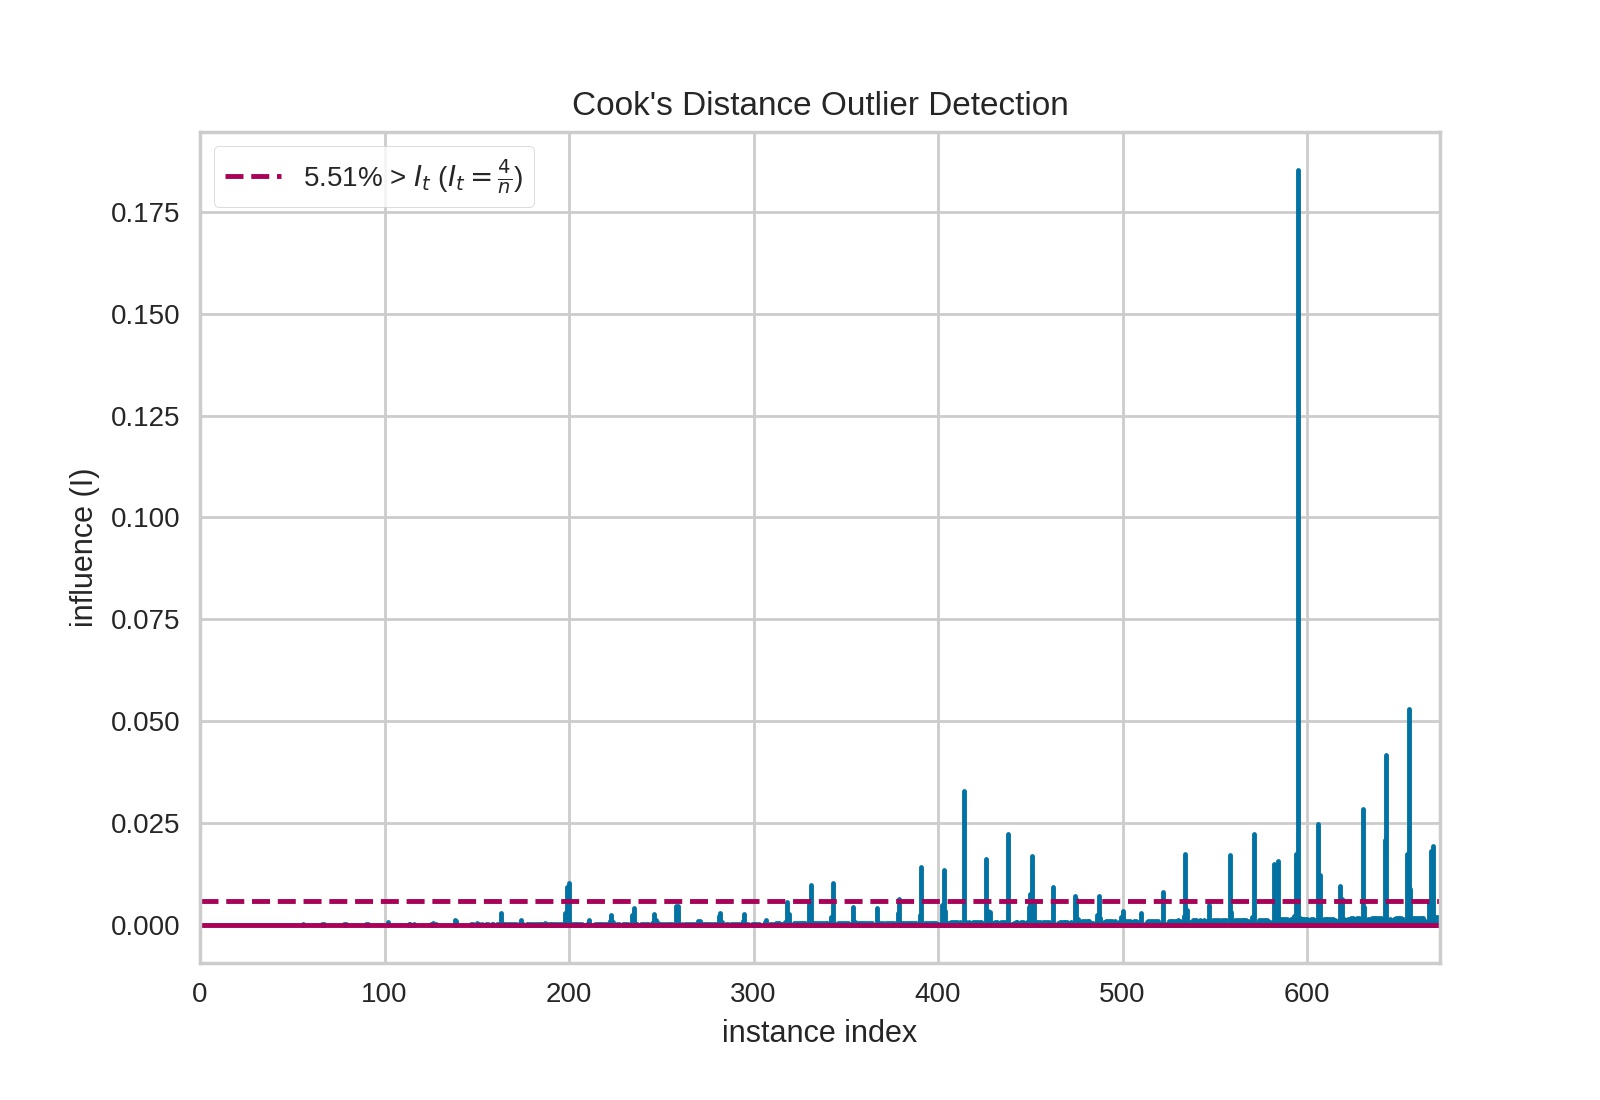 Cook's Distance Outlier Detection
5.51% > I_t (I_t = 4/n)
0.175
0.150
0.125
0.100
0.075
0.050
0.025
0.000
influence (I)
0 100 200 300 400 500 600
instance index